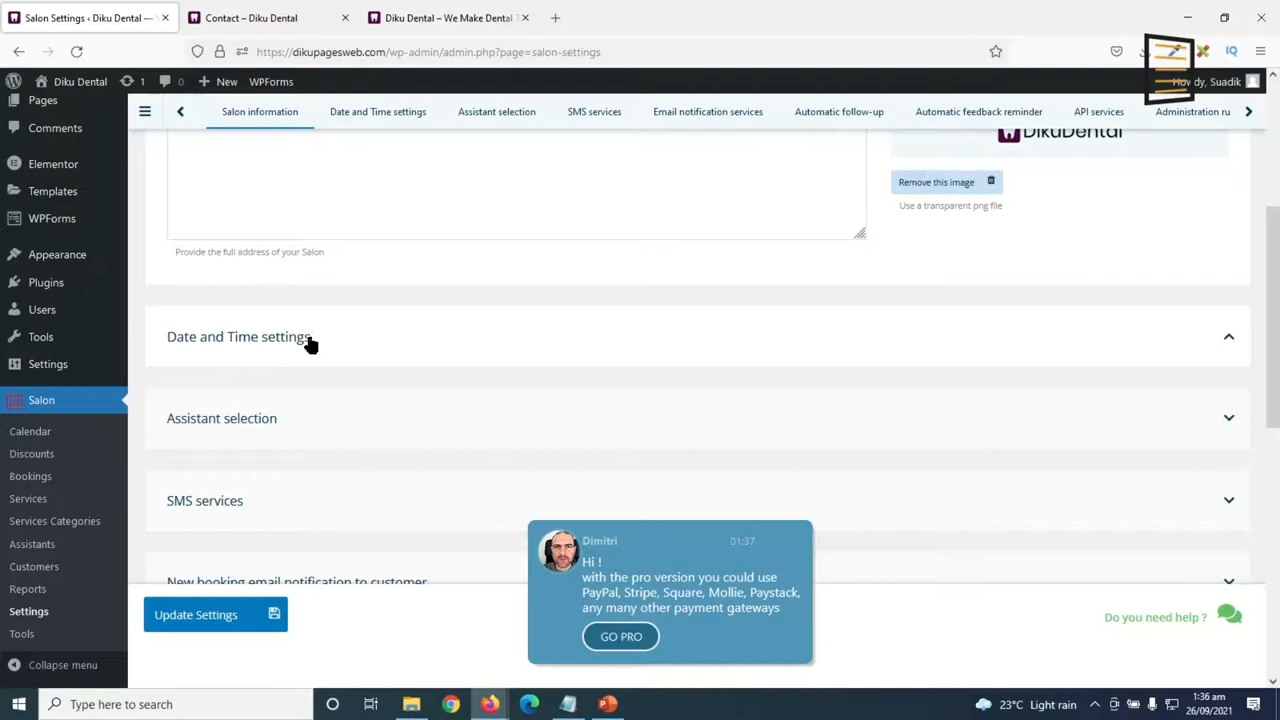 Salon Settings ‹ Diku Dental —
Contact – Diku Dental
Diku Dental – We Make Dental T
https://dikupagesweb.com/wp-admin/admin.php?page=salon-settings
IQ
Diku Dental
1
0
New
WPForms
Howdy, Suadik
Pages
Comments
Elementor
Templates
WPForms
Appearance
Plugins
Users
Tools
Settings
Salon
Calendar
Discounts
Bookings
Services
Services Categories
Assistants
Customers
Reports
Settings
Tools
Collapse menu
Salon information
Date and Time settings
Assistant selection
SMS services
Email notification services
Automatic follow-up
Automatic feedback reminder
API services
Administration ru
DikuDental
Remove this image
Use a transparent png file
Provide the full address of your Salon
Date and Time settings
Assistant selection
SMS services
New booking email notification to customer
Update Settings
Dimitri
01:37
Hi !
with the pro version you could use
PayPal, Stripe, Square, Mollie, Paystack,
any many other payment gateways
GO PRO
Do you need help ?
Type here to search
23°C Light rain
1:36 am
26/09/2021